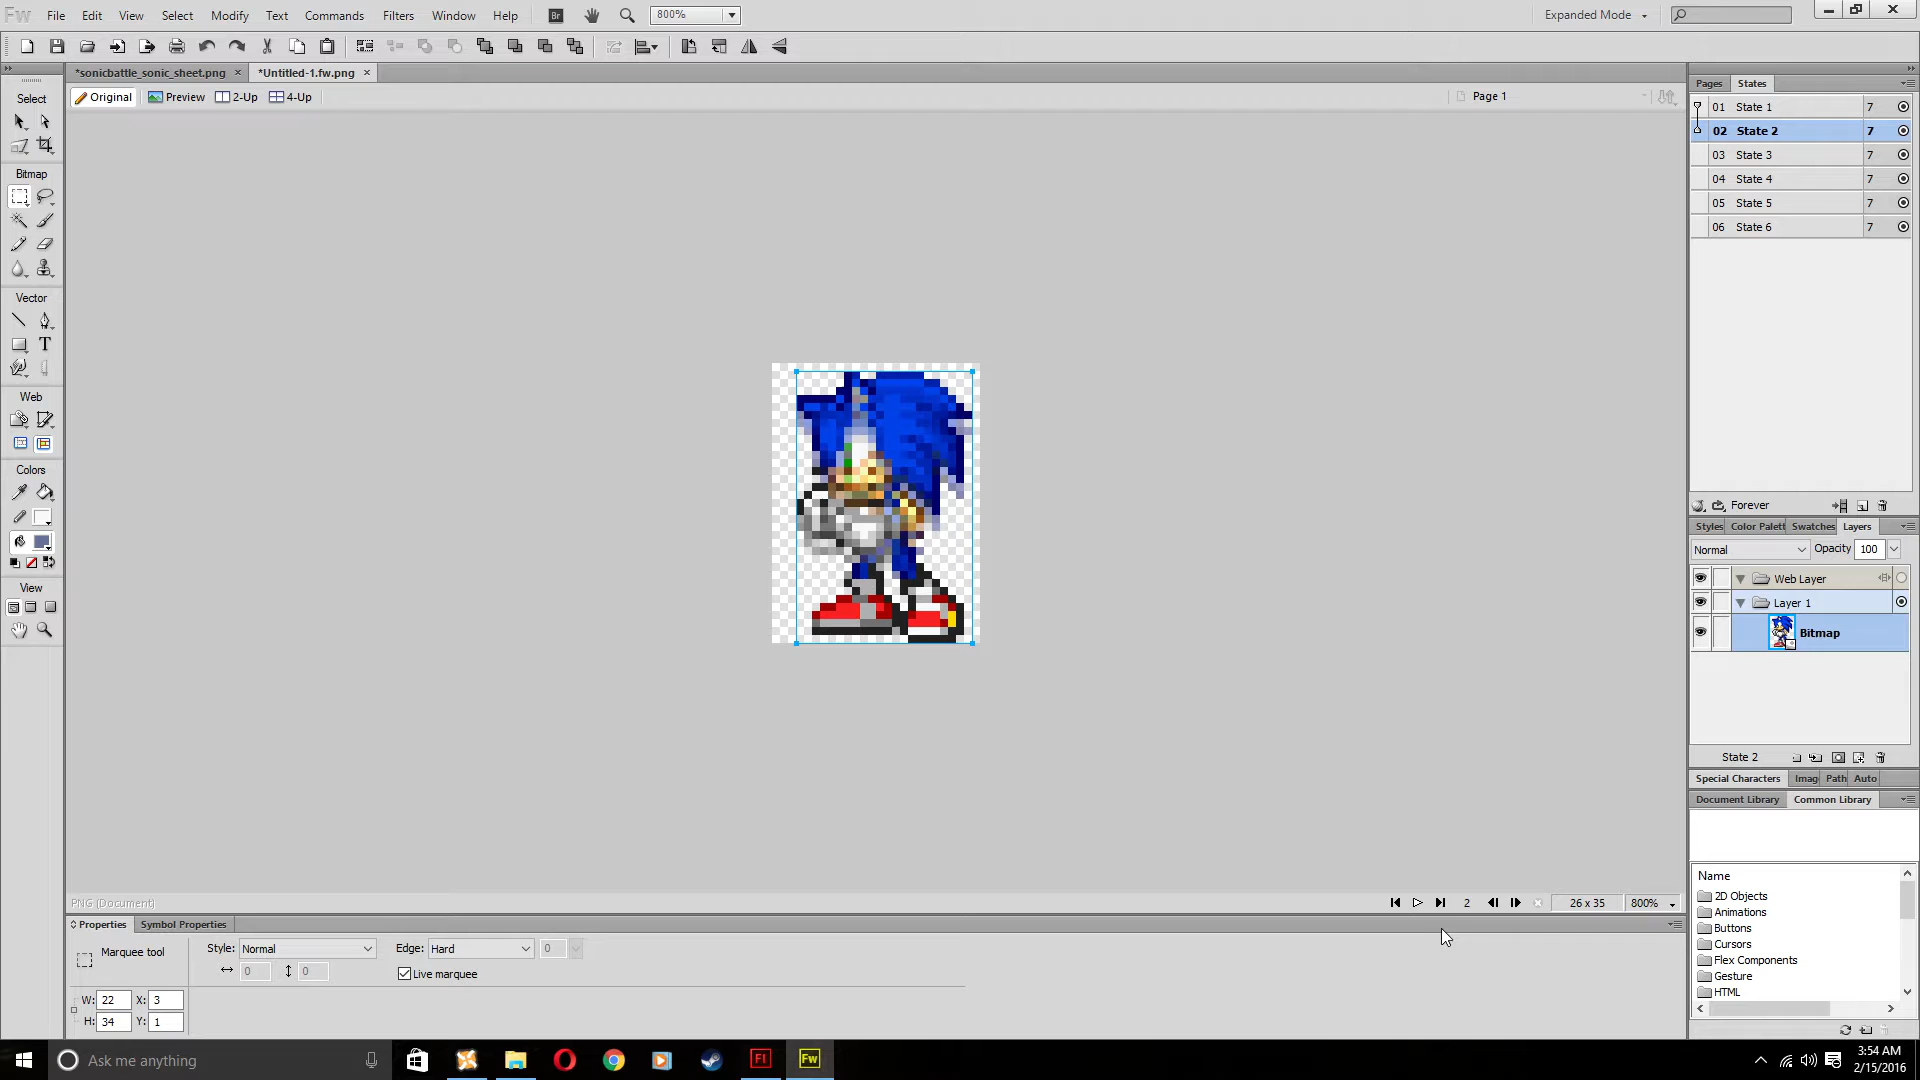 Fw File Edit View Select Modify Text Commands Filters Window Help Br 800% Expanded Mode
*sonicbattle_sonic_sheet.png × *Untitled-1.fw.png ×
Original Preview 2-Up 4-Up Page 1
Select
Bitmap
Vector
T
Web
Colors
View
Pages States
01 State 1 7
02 State 2 7
03 State 3 7
04 State 4 7
05 State 5 7
06 State 6 7
Forever
Styles Color Palett Swatches Layers
Normal Opacity 100
Web Layer
Layer 1
Bitmap
State 2
Special Characters Imag Path Auto
Document Library Common Library
Name
2D Objects
Animations
Buttons
Cursors
Flex Components
Gesture
HTML
PNG (Document) 2 26 x 35 800%
Properties Symbol Properties
Marquee tool Style: Normal Edge: Hard 0
0 0 Live marquee
W: 22 X: 3
H: 34 Y: 1
Ask me anything Fl Fw 3:54 AM
2/15/2016